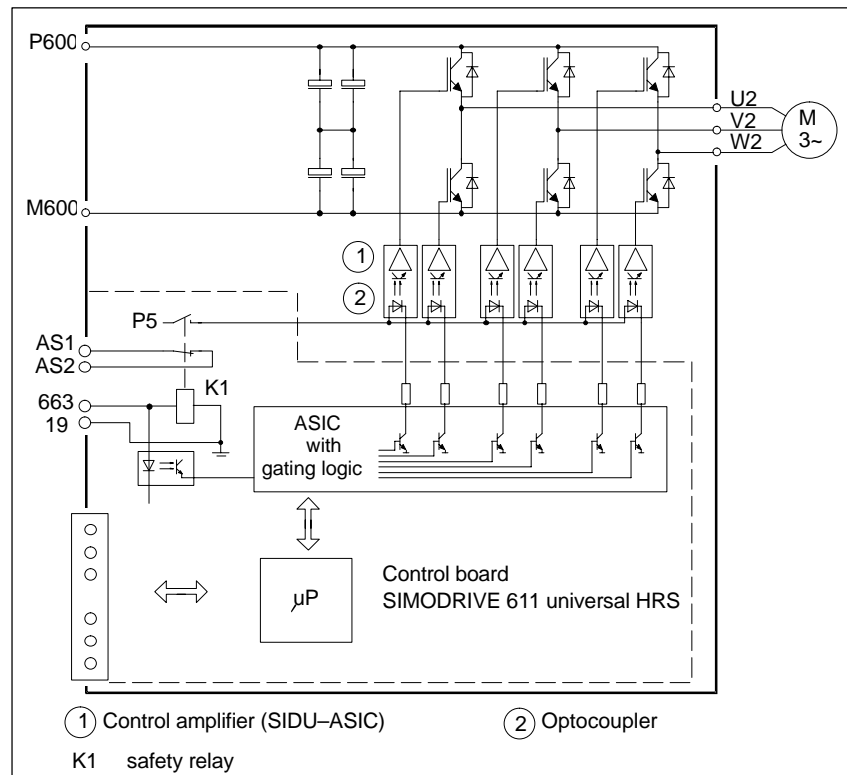 P600
U2
V2
W2
M
3~
M600
1
2
P5
AS1
AS2
K1
663
19
ASIC
with
gating logic
µP
Control board
SIMODRIVE 611 universal HRS
1 Control amplifier (SIDU–ASIC)
2 Optocoupler
K1 safety relay